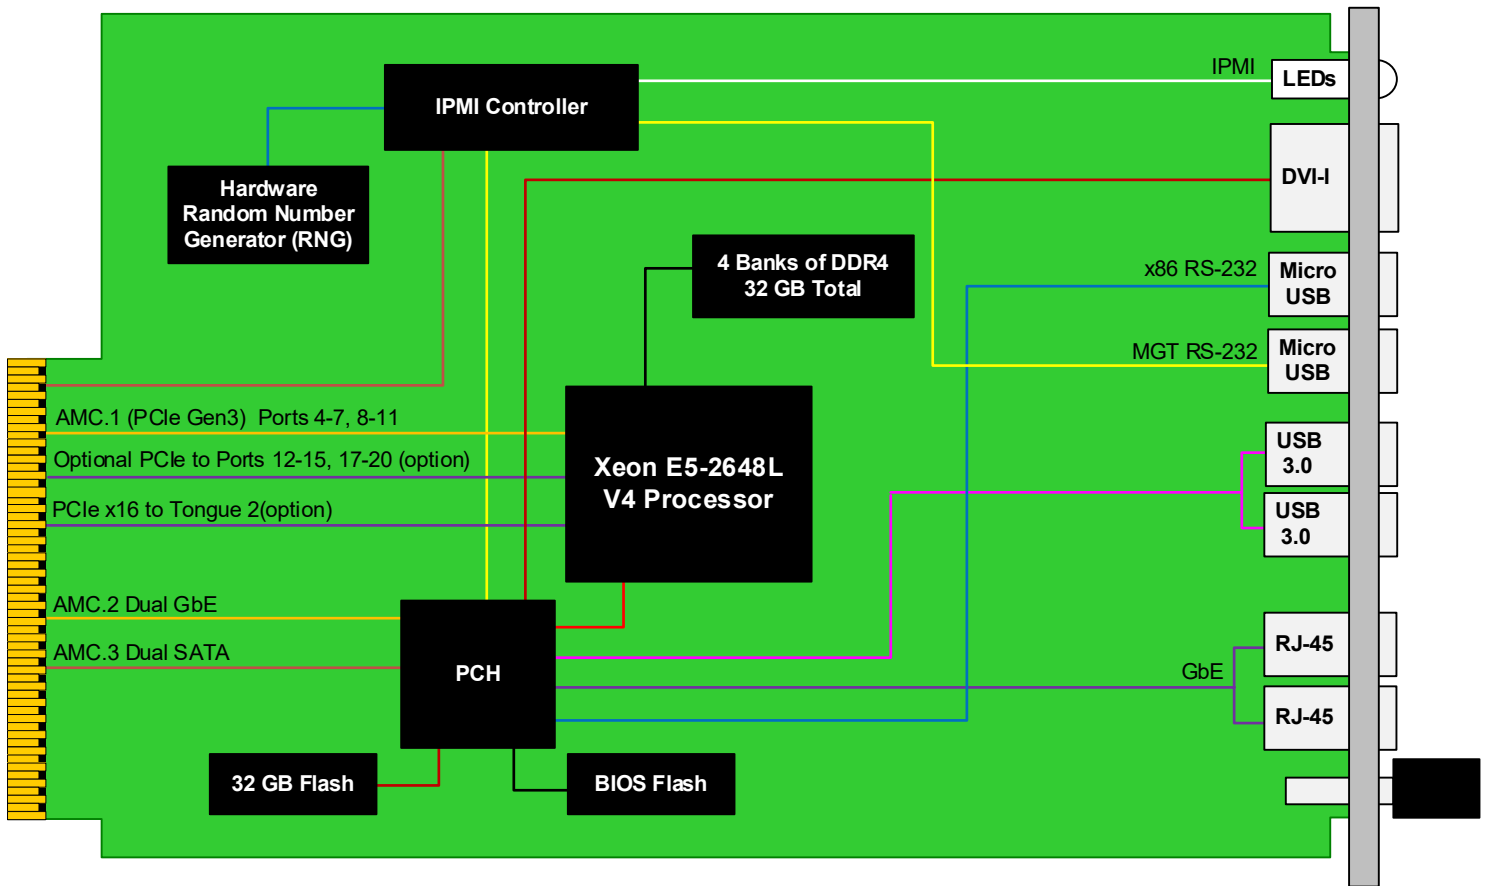 IPMI
LEDs
IPMI Controller
DVI-I
Hardware
Random Number
Generator (RNG)
4 Banks of DDR4
32 GB Total
x86 RS-232
Micro
USB
MGT RS-232
Micro
USB
AMC.1 (PCIe Gen3)  Ports 4-7, 8-11
Optional PCIe to Ports 12-15, 17-20 (option)
PCIe x16 to Tongue 2(option)
Xeon E5-2648L
V4 Processor
USB
3.0
USB
3.0
AMC.2 Dual GbE
AMC.3 Dual SATA
PCH
GbE
RJ-45
RJ-45
32 GB Flash
BIOS Flash